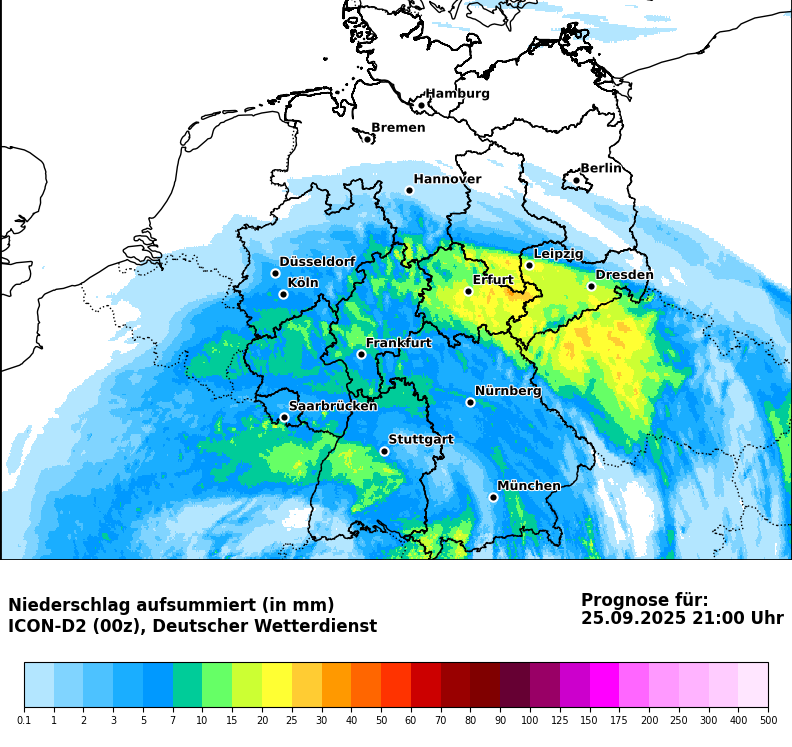 Hamburg
Bremen
Berlin
Hannover
Leipzig
Düsseldorf
Dresden
Köln
Erfurt
Frankfurt
Nürnberg
Saarbrücken
Stuttgart
München
Niederschlag aufsummiert (in mm)
ICON-D2 (00z), Deutscher Wetterdienst
Prognose für:
25.09.2025 21:00 Uhr
0.1 1 2 3 5 7 10 15 20 25 30 40 50 60 70 80 90 100 125 150 175 200 250 300 400 500